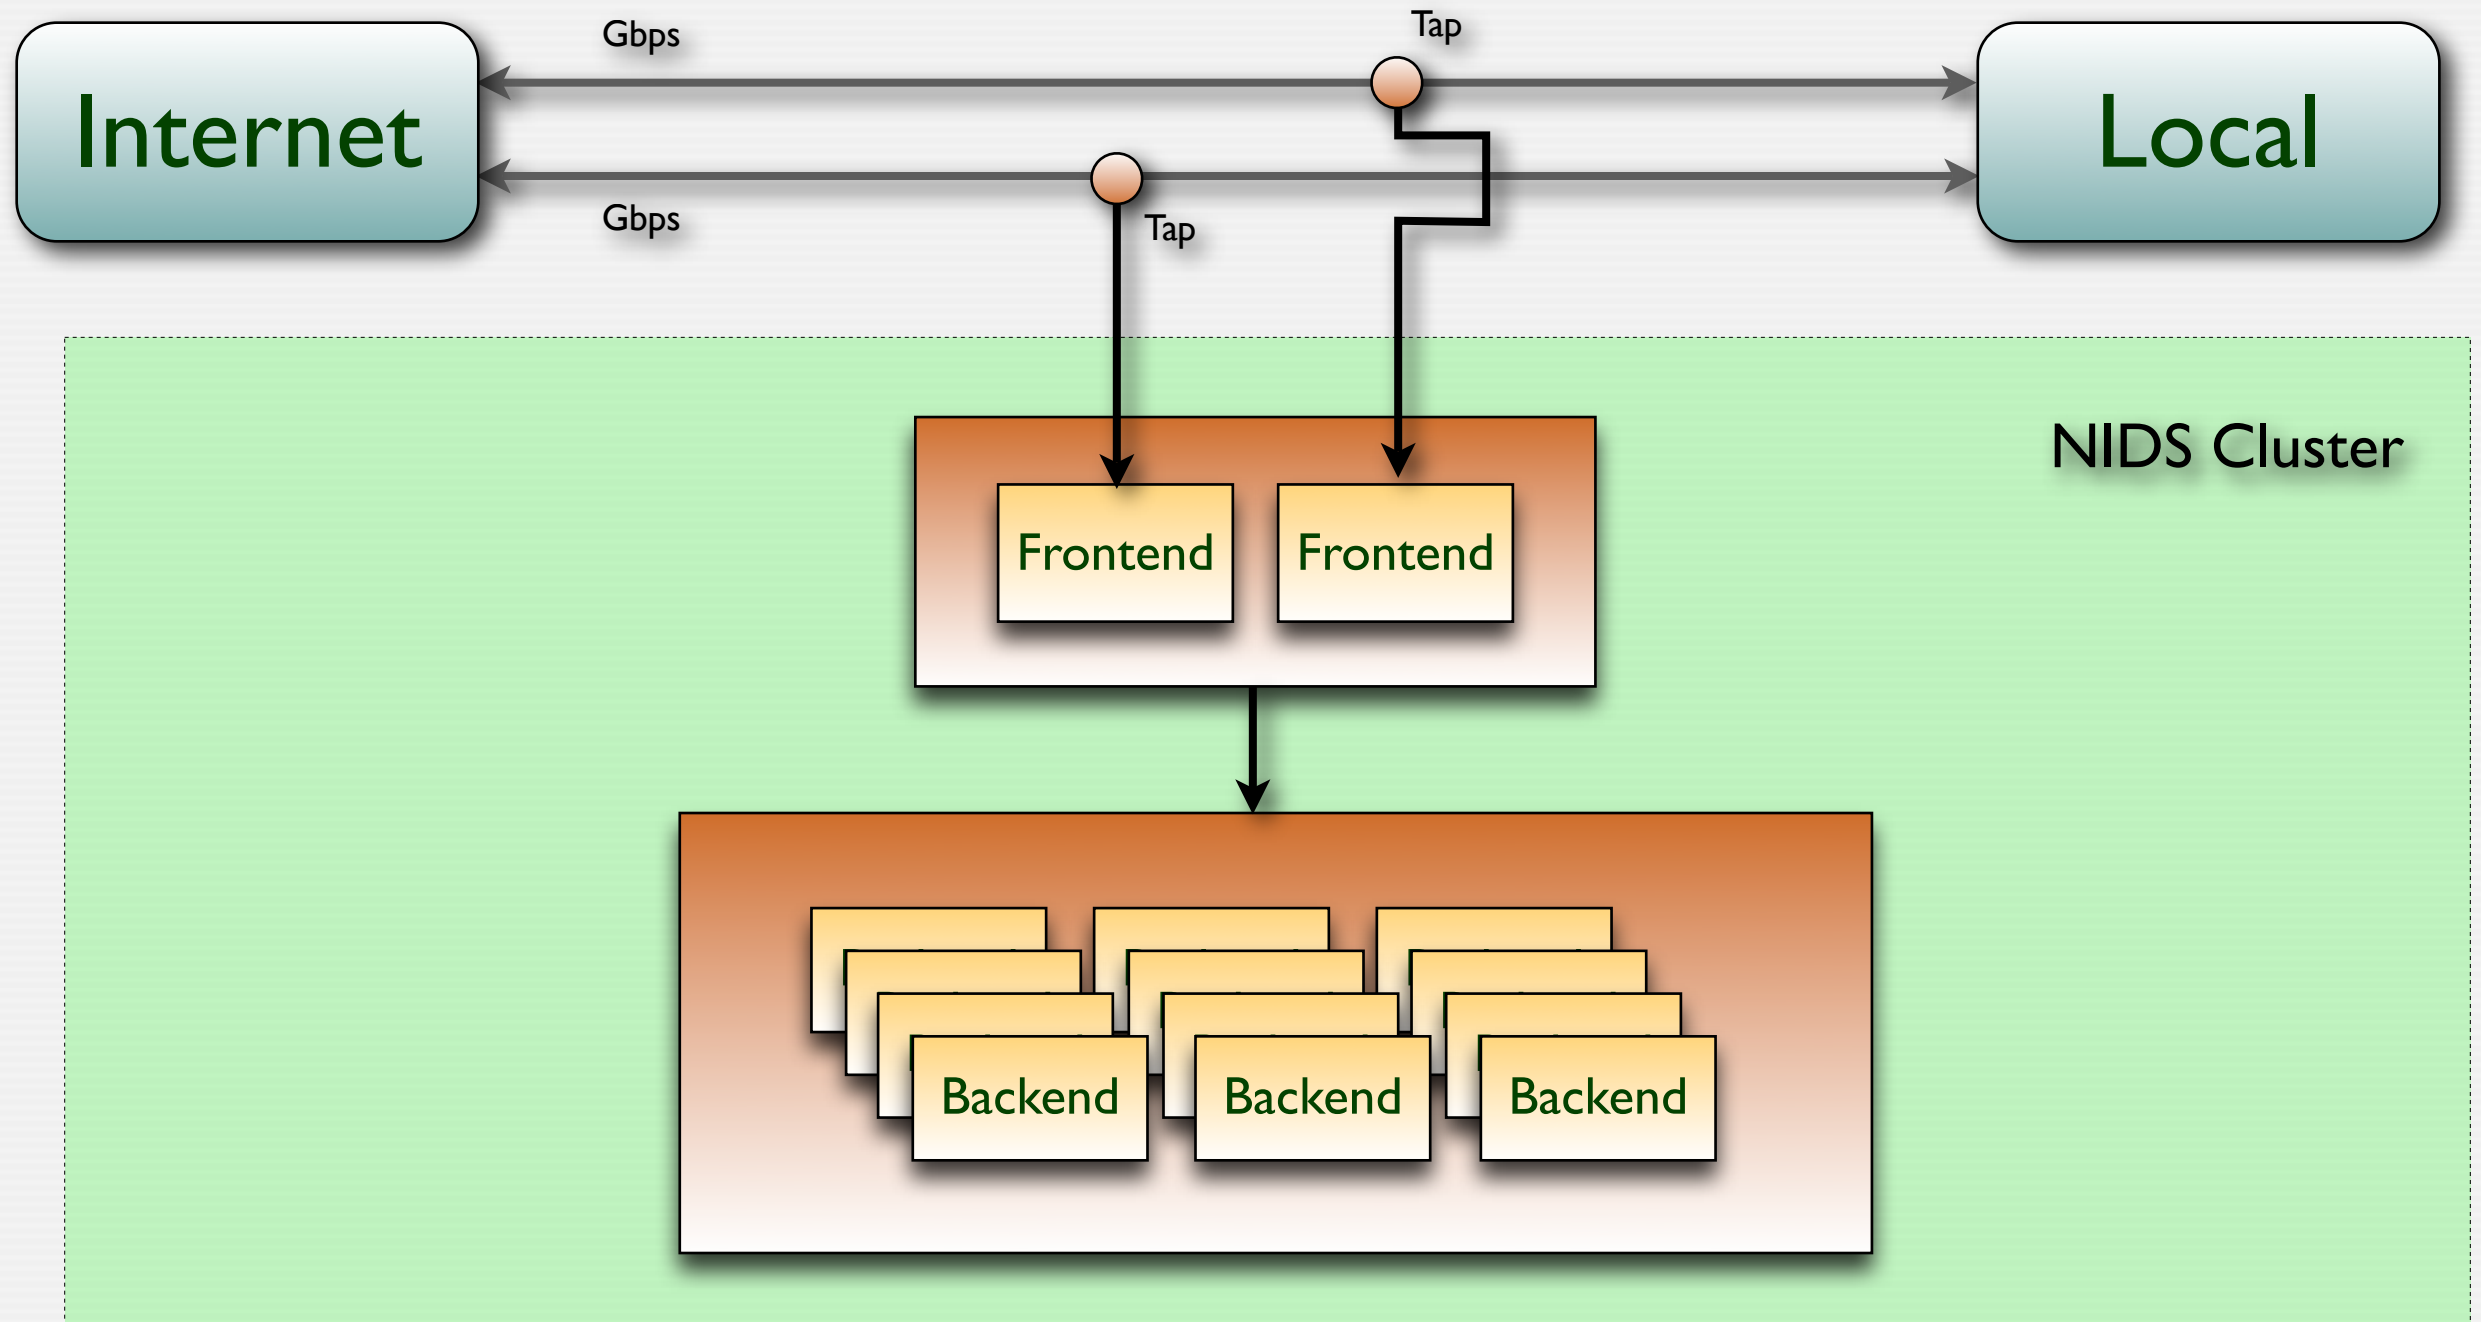 Gbps
Tap
Internet
Local
Gbps
Tap
NIDS Cluster
Frontend
Frontend
Backend
Backend
Backend